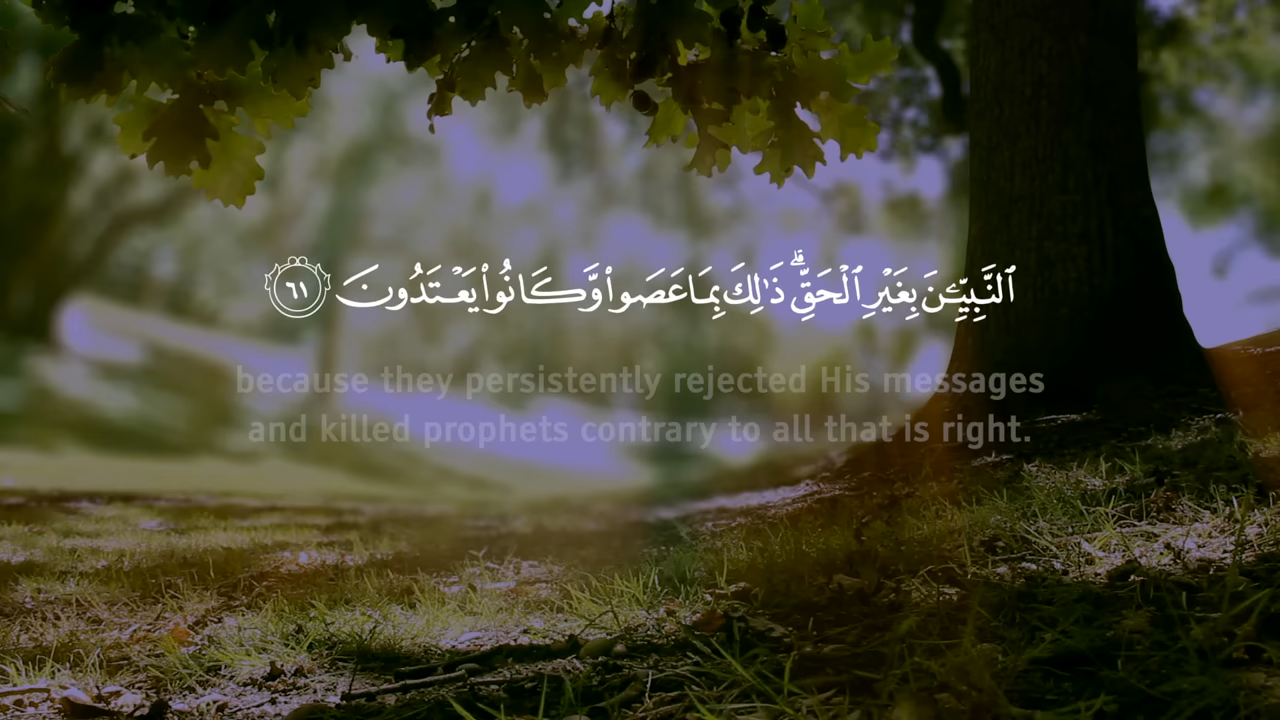 ٱلنَّبِيِّـۧنَ بِغَيْرِ ٱلْحَقِّ ۗ ذَٰلِكَ بِمَا عَصَوا۟ وَّكَانُوا۟ يَعْتَدُونَ ٦١
because they persistently rejected His messages
and killed prophets contrary to all that is right.